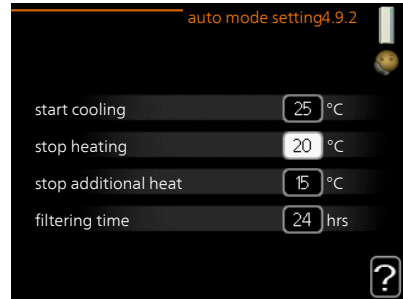 auto mode setting4.9.2
start cooling 25 °C
stop heating 20 °C
stop additional heat 15 °C
filtering time 24 hrs
?